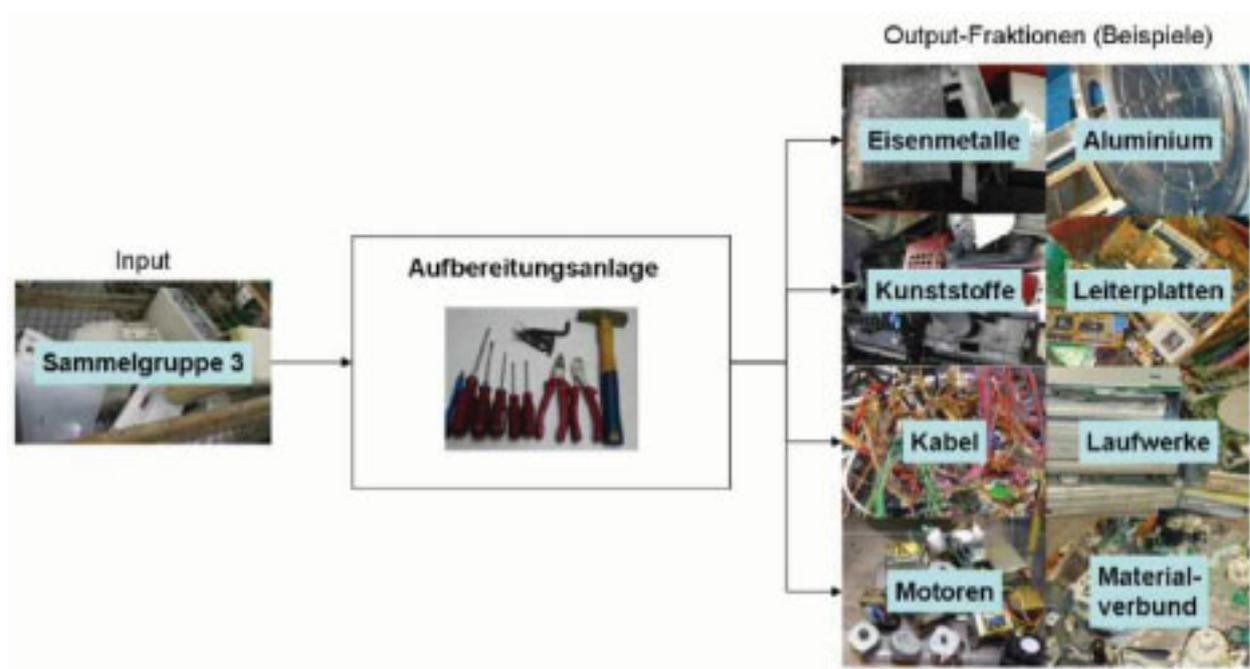 Output-Fraktionen (Beispiele)
Eisenmetalle
Aluminium
Input
Aufbereitungsanlage
Kunststoffe
Leiterplatten
Sammelgruppe 3
Kabel
Laufwerke
Motoren
Material-
verbund